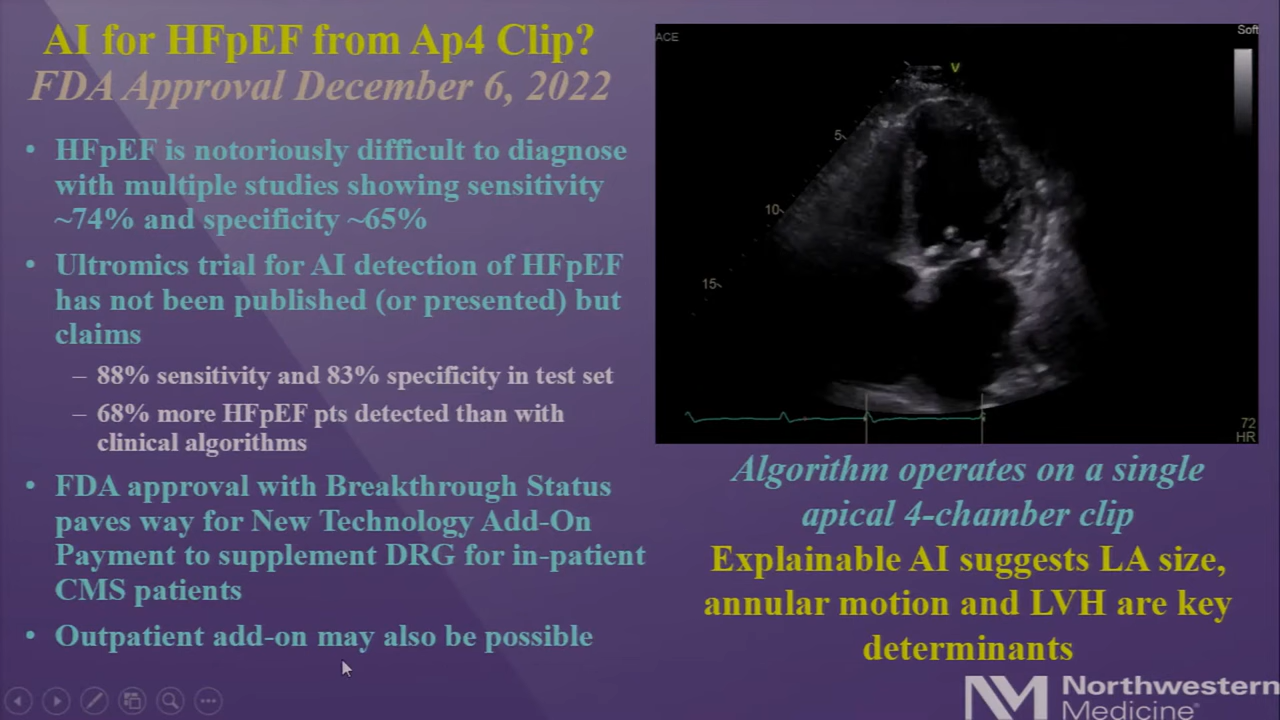 AI for HFpEF from Ap4 Clip?
FDA Approval December 6, 2022
• HFpEF is notoriously difficult to diagnose
with multiple studies showing sensitivity
~74% and specificity ~65%
• Ultromics trial for AI detection of HFpEF
has not been published (or presented) but
claims
– 88% sensitivity and 83% specificity in test set
– 68% more HFpEF pts detected than with
clinical algorithms
• FDA approval with Breakthrough Status
paves way for New Technology Add-On
Payment to supplement DRG for in-patient
CMS patients
• Outpatient add-on may also be possible
ACE
Soft
V
5
10
15
72
HR
Algorithm operates on a single
apical 4-chamber clip
Explainable AI suggests LA size,
annular motion and LVH are key
determinants
NM Northwestern
Medicine®